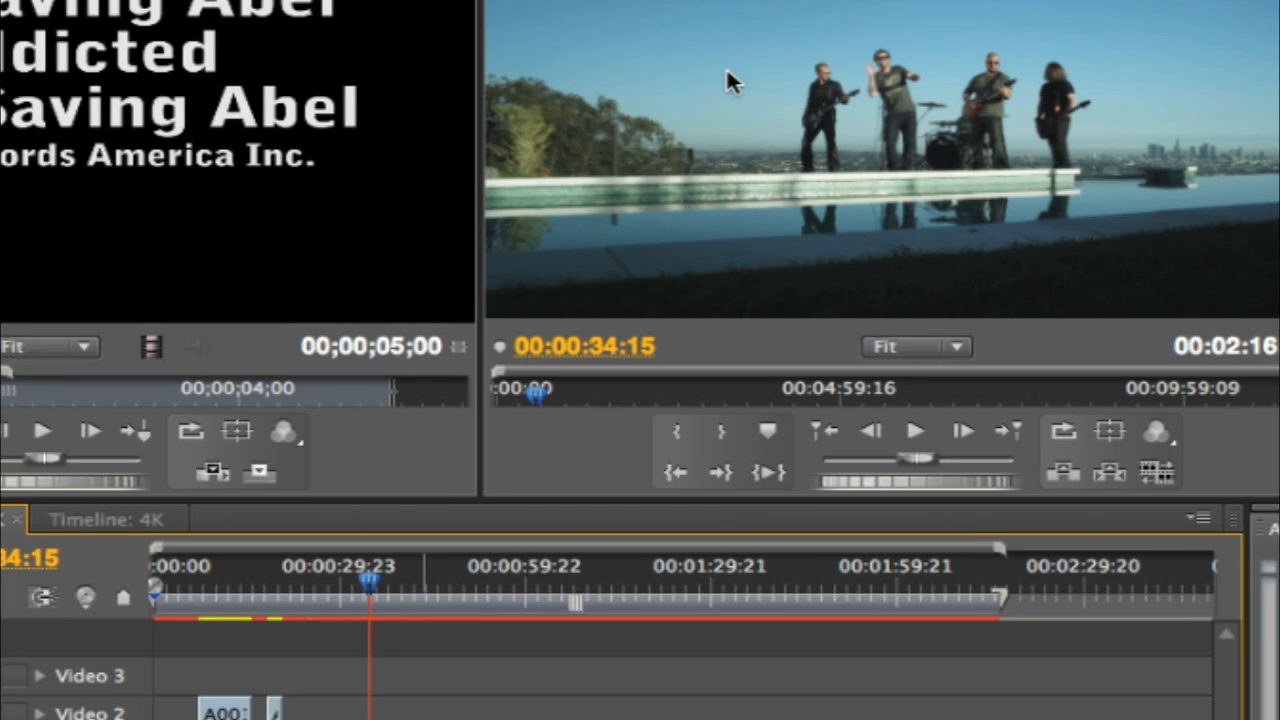 aving Abel
ddicted
Saving Abel
ords America Inc.
Fit
00;00;05;00
00:00:34:15
Fit
00:02:16
00;00;04;00
:00:00
00:04:59:16
00:09:59:09
Timeline: 4K
34:15
:00:00
00:00:29:23
00:00:59:22
00:01:29:21
00:01:59:21
00:02:29:20
Video 3
Video 2
A001